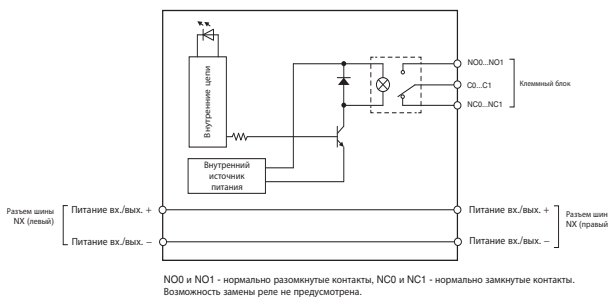 Внутренние цепи
NO0...NO1
C0...C1
NC0...NC1
Клеммный блок
Внутренний
источник
питания
Разъем шины
NX (левый)
Питание вх./вых. +
Питание вх./вых. –
Питание вх./вых. +
Питание вх./вых. –
Разъем шин
NX (правый
NO0 и NO1 - нормально разомкнутые контакты, NC0 и NC1 - нормально замкнутые контакты.
Возможность замены реле не предусмотрена.